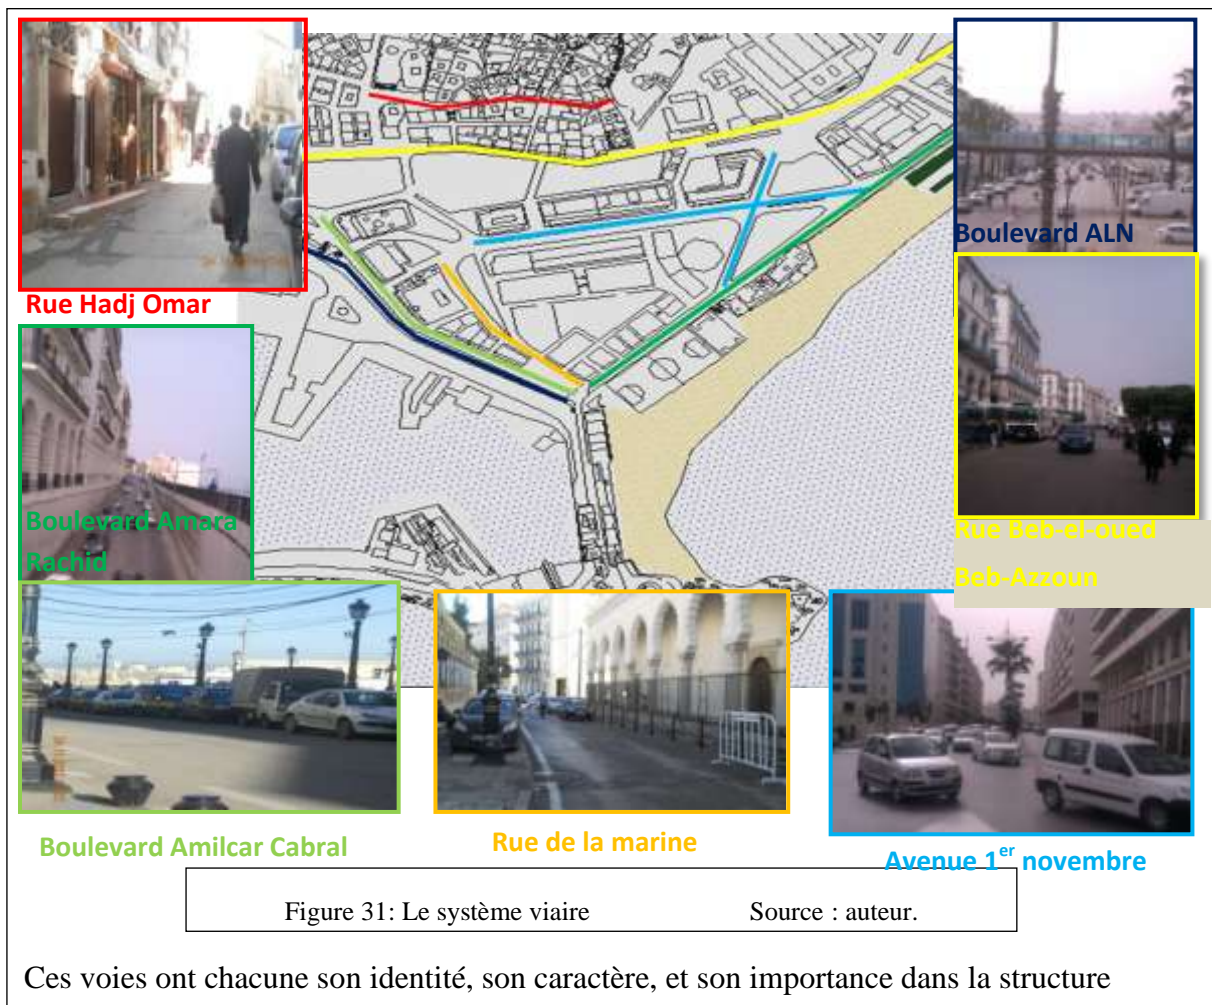 Boulevard ALN
Rue Hadj Omar
Boulevard Amara
Rachid
Rue Beb-el-oued
Beb-Azzoun
Boulevard Amilcar Cabral
Rue de la marine
Avenue 1er novembre
Figure 31: Le système viaire Source : auteur.
Ces voies ont chacune son identité, son caractère, et son importance dans la structure